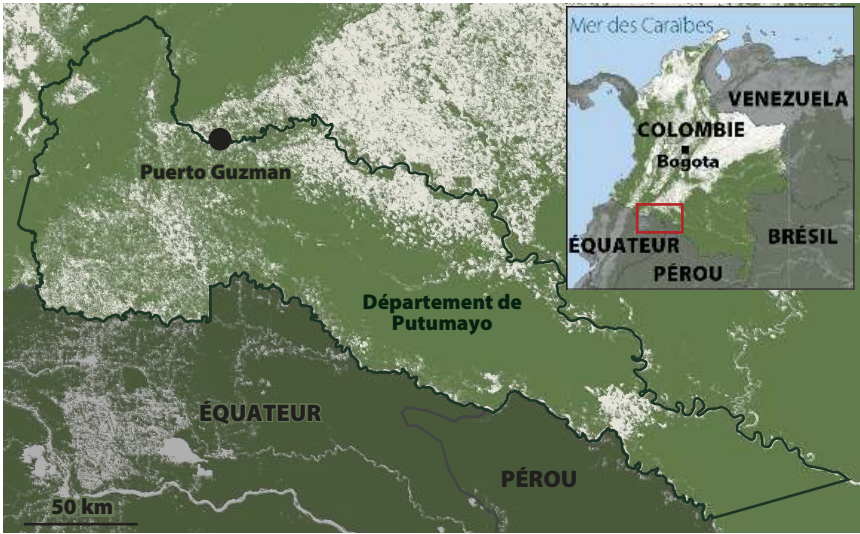 Mer des Caraïbes
VENEZUELA
COLOMBIE
Bogota
BRÉSIL
ÉQUATEUR
PÉROU
Puerto Guzman
Département de
Putumayo
ÉQUATEUR
PÉROU
50 km